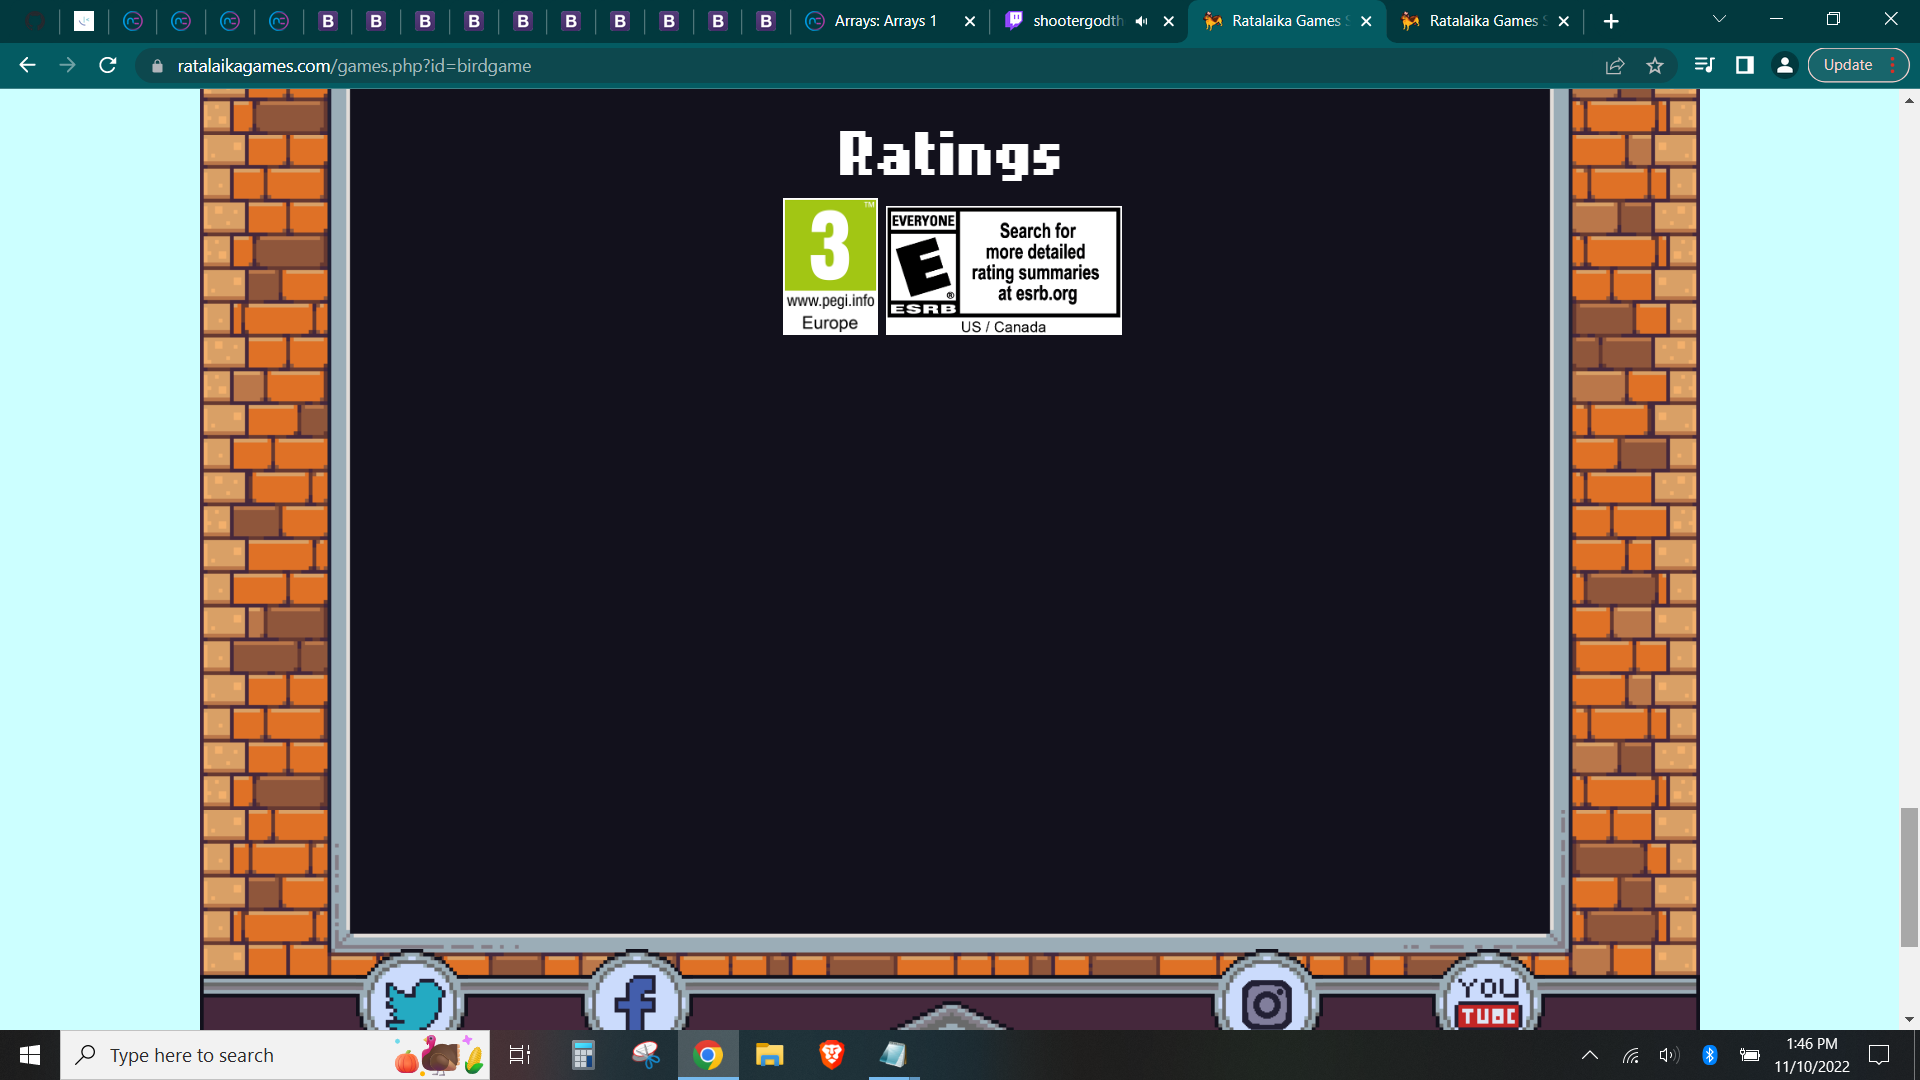 B B B B B B B B B B
Arrays: Arrays 1
shootergodth
Ratalaika Games S
Ratalaika Games S
ratalaikagames.com/games.php?id=birdgame
Update
Ratings
3
TM
www.pegi.info
Europe
EVERYONE
E
®
ESRB
Search for
more detailed
rating summaries
at esrb.org
US / Canada
f
YOU
TUBE
Type here to search
1:46 PM
11/10/2022